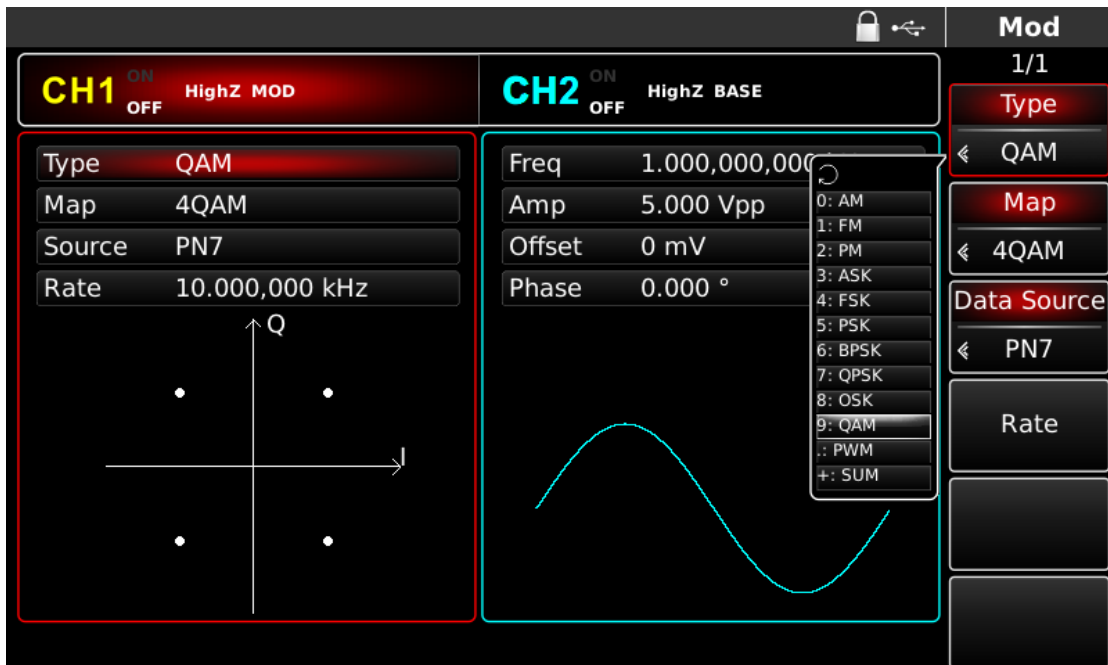 Mod
1/1
CH1 ON OFF HighZ MOD
CH2 ON OFF HighZ BASE
Type QAM
Map 4QAM
Source PN7
Rate 10.000,000 kHz
Q
I
Freq 1.000,000,000
Amp 5.000 Vpp
Offset 0 mV
Phase 0.000 °
0: AM
1: FM
2: PM
3: ASK
4: FSK
5: PSK
6: BPSK
7: QPSK
8: OSK
9: QAM
.: PWM
+: SUM
Type
QAM
Map
4QAM
Data Source
PN7
Rate